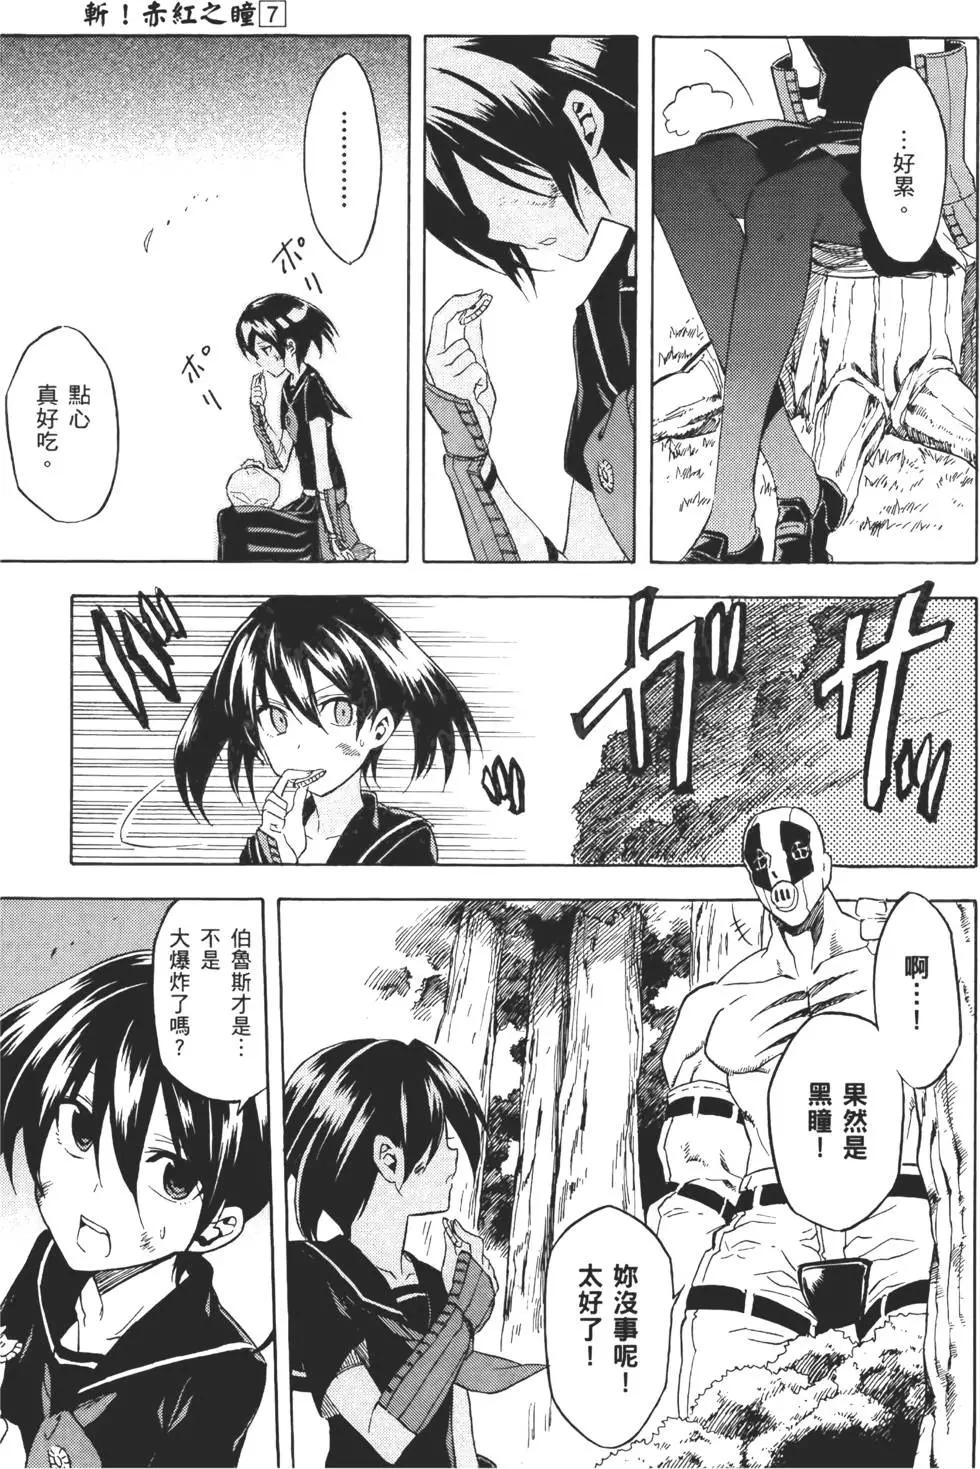 斬！赤紅之瞳7
…好累。
…………
ポリ
ポリ
點心
真好吃。
ガサッ
啊…！
果然是
黑瞳！
妳沒事呢！
太好了！
伯魯斯才是…
不是
大爆炸了嗎？